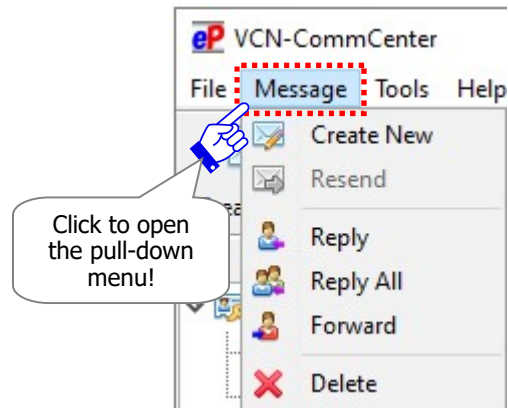 eP VCN-CommCenter
File Message Tools Help
Create New
Resend
Click to open
the pull-down
menu!
Reply
Reply All
Forward
Delete